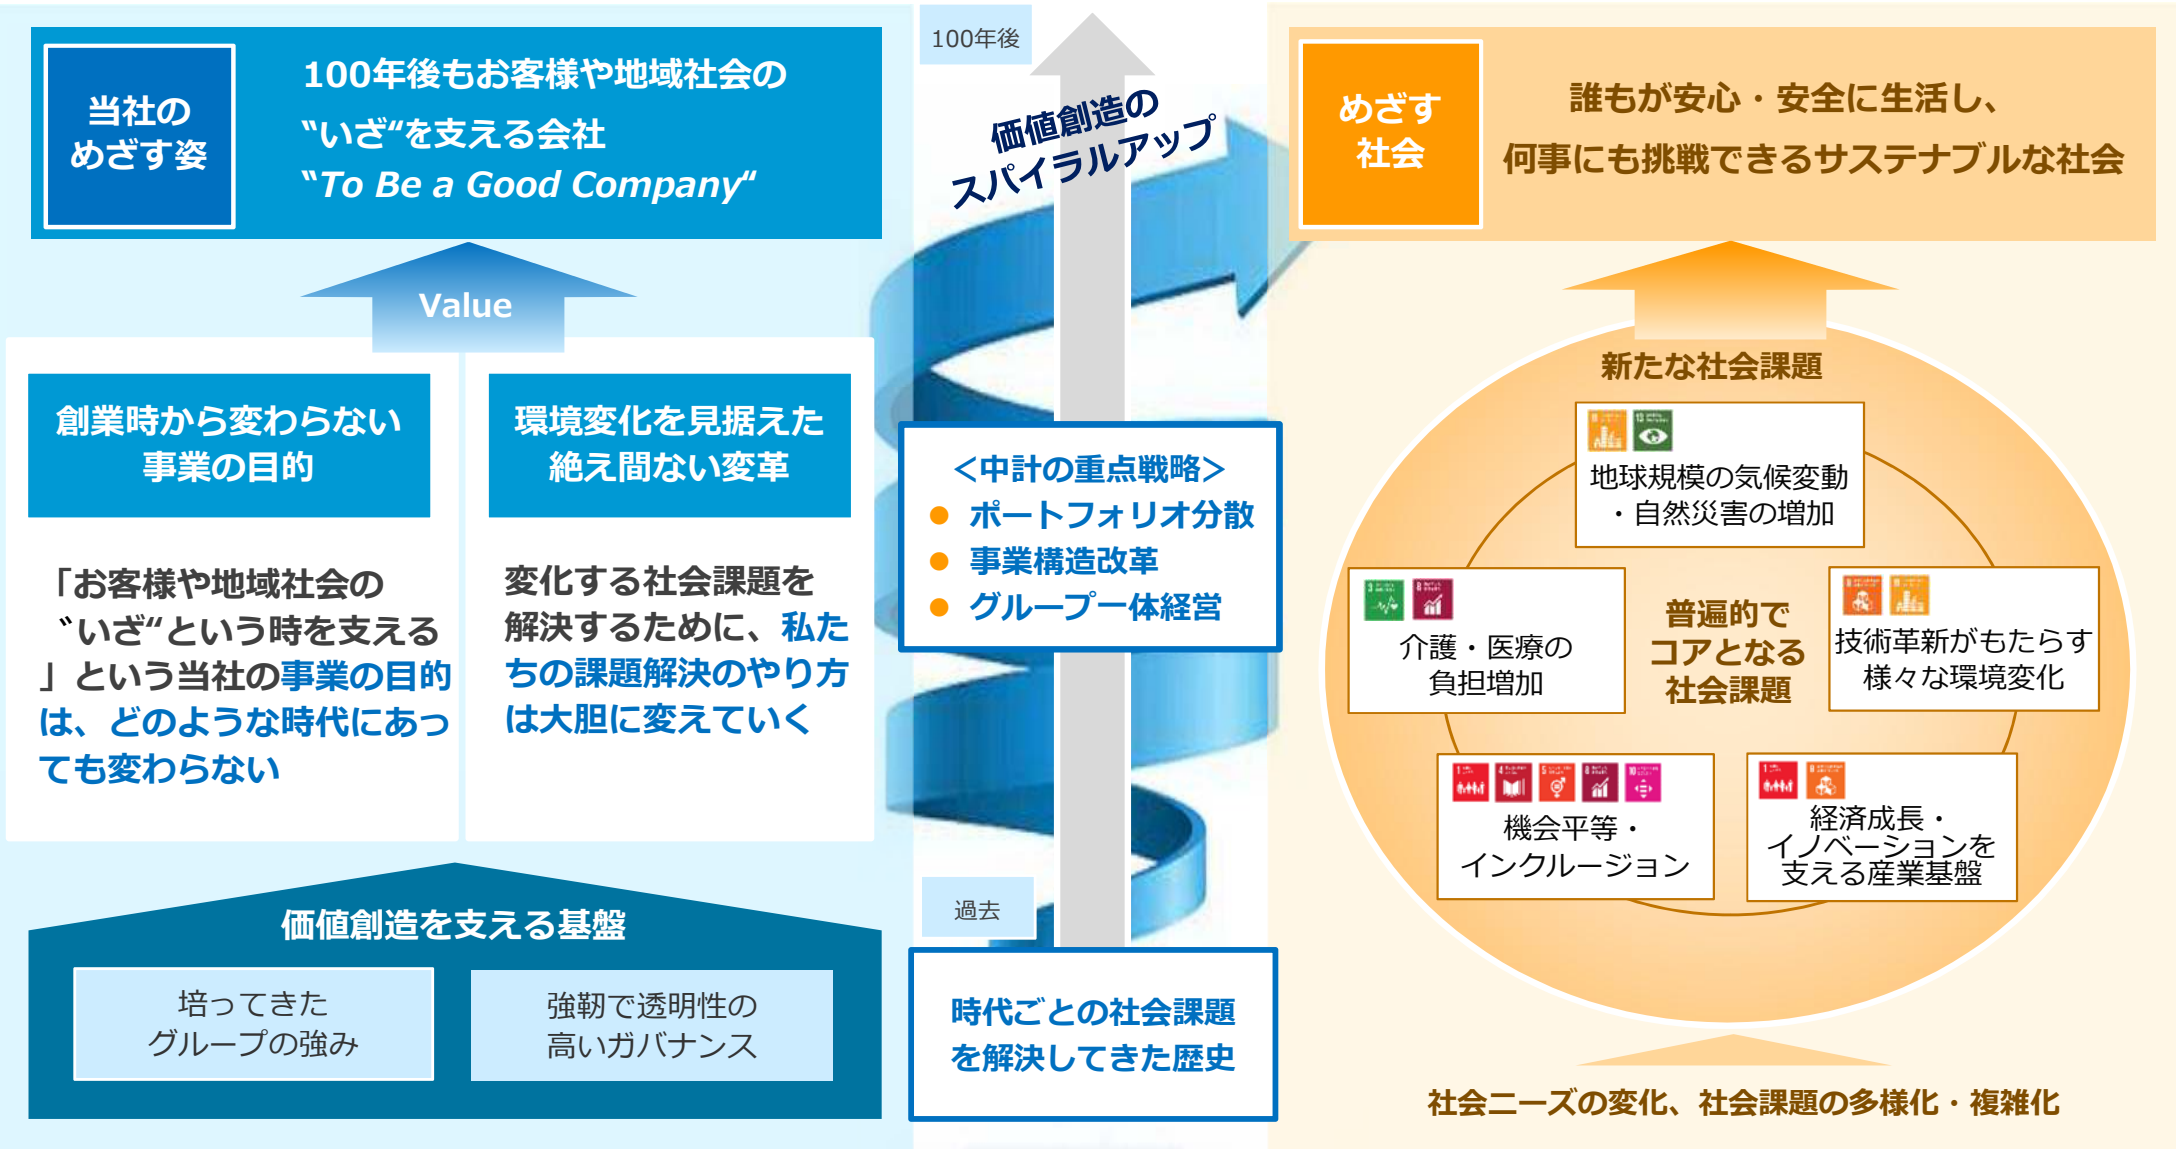 当社の
めざす姿
100年後もお客様や地域社会の
〝いざ“を支える会社
〝To Be a Good Company“
Value
創業時から変わらない
事業の目的
「お客様や地域社会の
〝いざ“という時を支える
」という当社の事業の目的
は、どのような時代にあっ
ても変わらない
環境変化を見据えた
絶え間ない変革
変化する社会課題を
解決するために、私た
ちの課題解決のやり方
は大胆に変えていく
価値創造を支える基盤
培ってきた
グループの強み
強靭で透明性の
高いガバナンス
100年後
価値創造の
スパイラルアップ
＜中計の重点戦略＞
● ポートフォリオ分散
● 事業構造改革
● グループ一体経営
過去
時代ごとの社会課題
を解決してきた歴史
めざす
社会
誰もが安心・安全に生活し、
何事にも挑戦できるサステナブルな社会
新たな社会課題
地球規模の気候変動
・自然災害の増加
介護・医療の
負担増加
普遍的で
コアとなる
社会課題
技術革新がもたらす
様々な環境変化
機会平等・
インクルージョン
経済成長・
イノベーションを
支える産業基盤
社会ニーズの変化、社会課題の多様化・複雑化